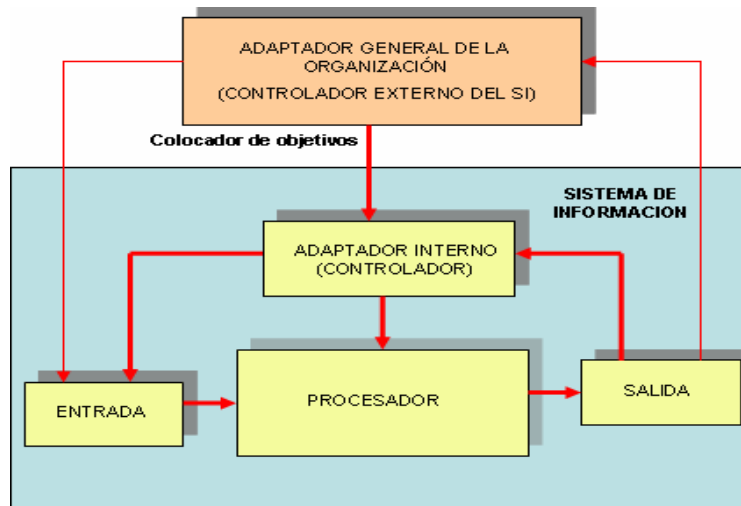 ADAPTADOR GENERAL DE LA
ORGANIZACIÓN
(CONTROLADOR EXTERNO DEL SI)
Colocador de objetivos
SISTEMA DE
INFORMACION
ADAPTADOR INTERNO
(CONTROLADOR)
ENTRADA
PROCESADOR
SALIDA